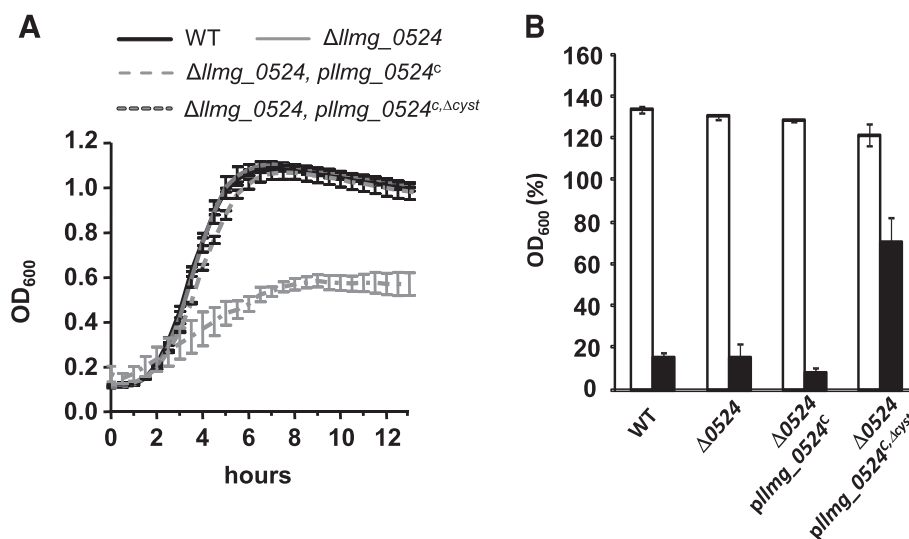 A
WT Δllmg_0524
Δllmg_0524, pllmg_0524ᶜ
Δllmg_0524, pllmg_0524ᶜ,Δcyst
1.2
1.0
0.8
0.6
0.4
0.2
0.0
OD₆₀₀
0 2 4 6 8 10 12
hours
B
160
140
120
100
80
60
40
20
0
OD₆₀₀ (%)
WT
Δ0524
Δ0524
pllmg_0524ᶜ
Δ0524
pllmg_0524ᶜ,Δcyst